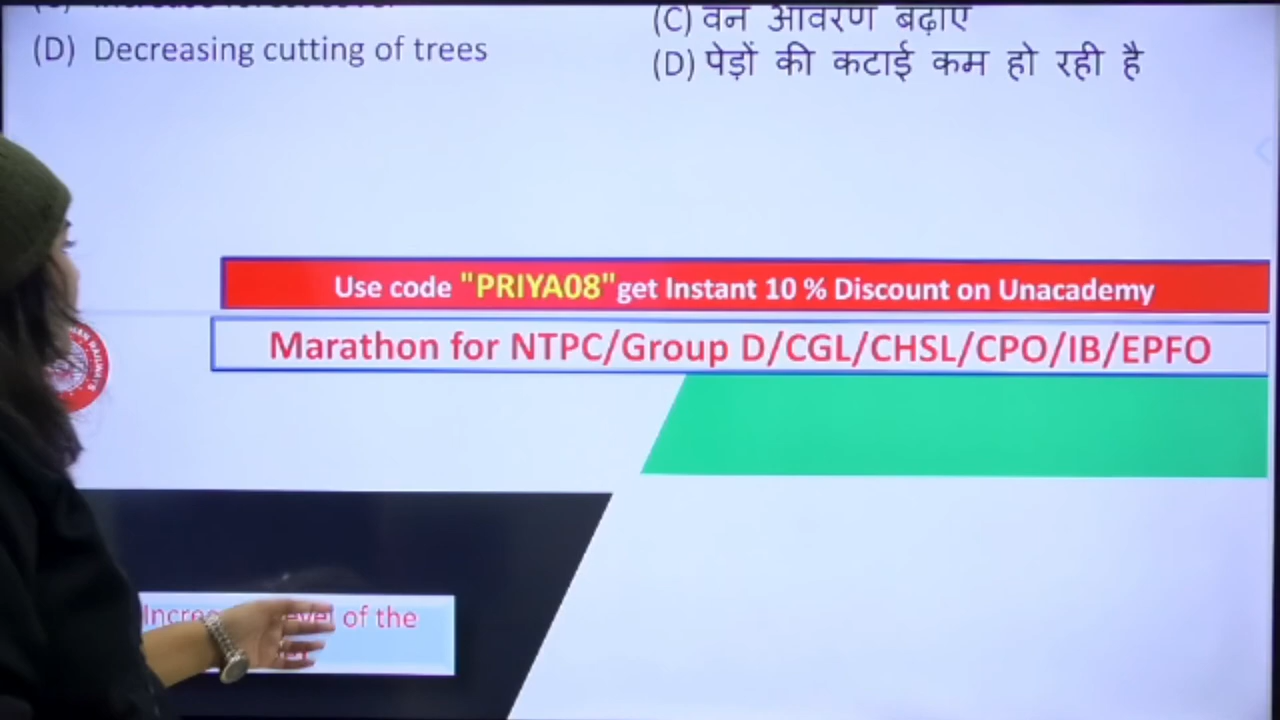 (D) Decreasing cutting of trees
(C) वन आवरण बढ़ाए
(D) पेड़ों की कटाई कम हो रही है
Use code "PRIYA08"get Instant 10 % Discount on Unacademy
Marathon for NTPC/Group D/CGL/CHSL/CPO/IB/EPFO
of the